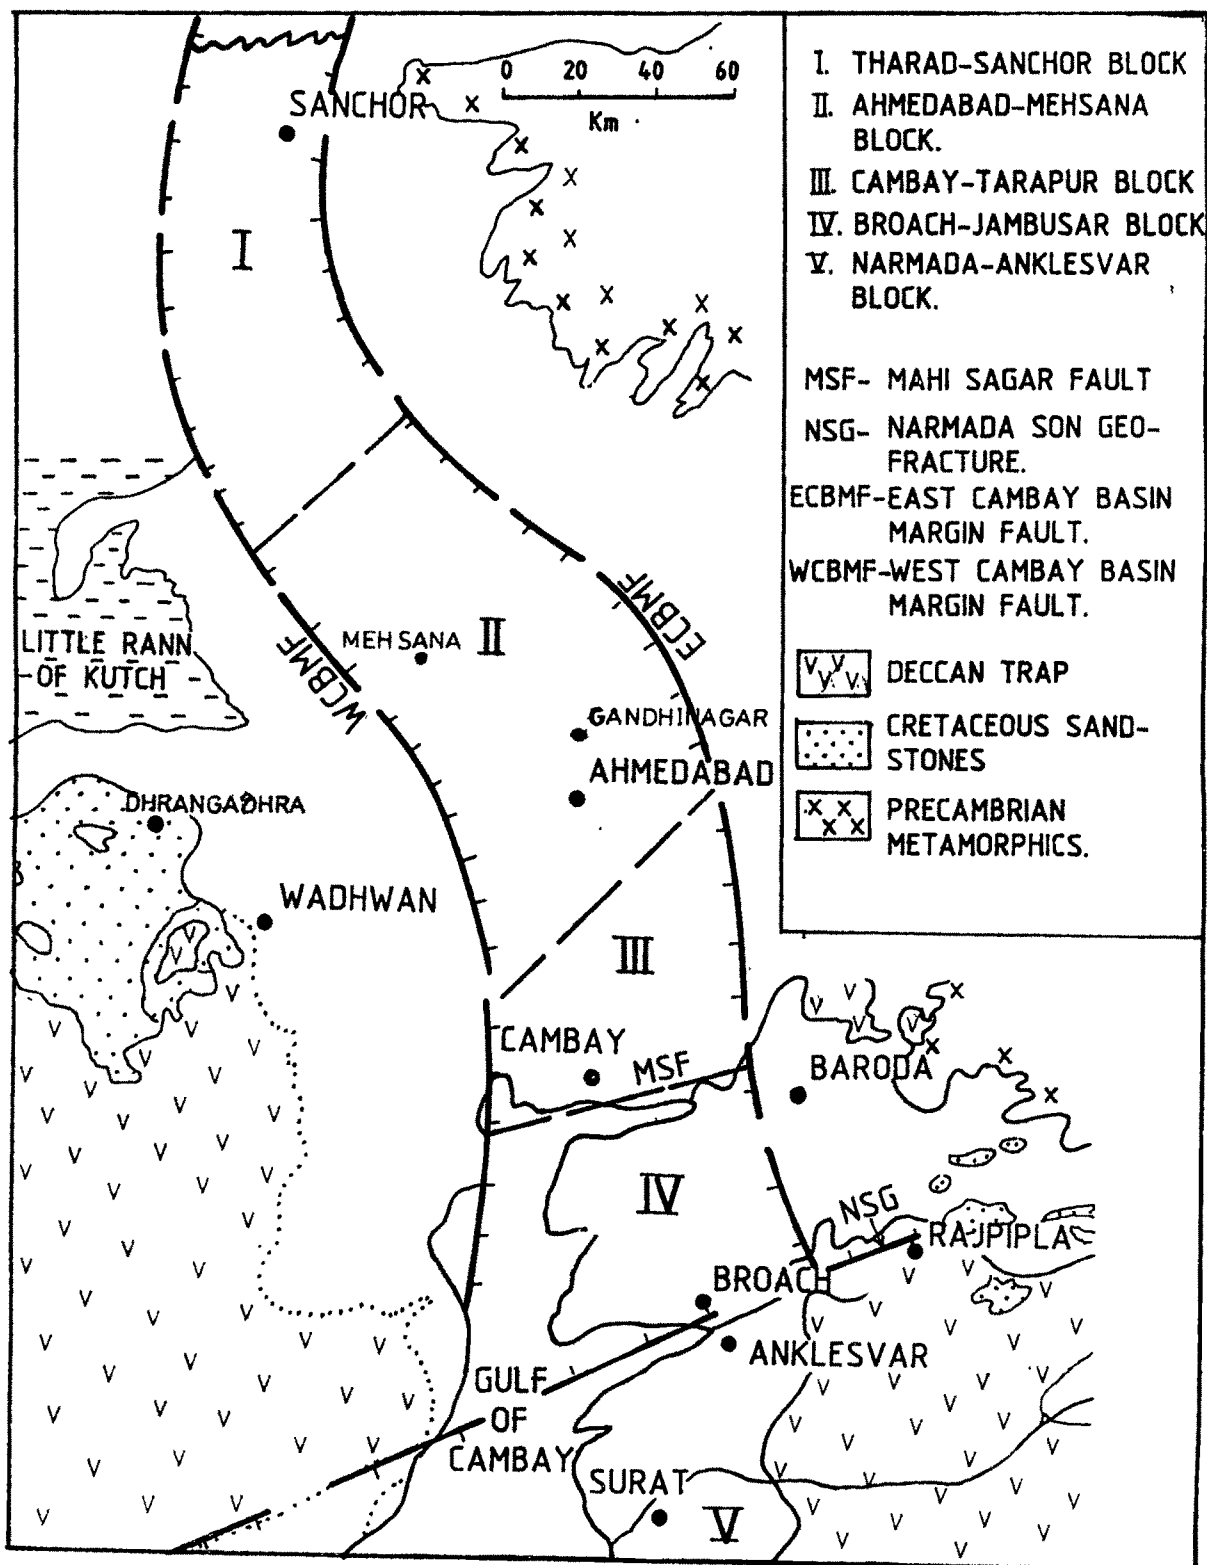 SANCHOR
0 20 40 60
Km
I
LITTLE RANN
OF KUTCH
WCBMF
MEHSANA
II
ECBMF
GANDHINAGAR
AHMEDABAD
DHRANGADHRA
WADHWAN
III
CAMBAY
MSF
BARODA
IV
NSG
RAJPIPLA
BROACH
ANKLESVAR
GULF
OF
CAMBAY
SURAT
V
I. THARAD-SANCHOR BLOCK
II. AHMEDABAD-MEHSANA
BLOCK.
III. CAMBAY-TARAPUR BLOCK
IV. BROACH-JAMBUSAR BLOCK
V. NARMADA-ANKLESVAR
BLOCK.
MSF- MAHI SAGAR FAULT
NSG- NARMADA SON GEO-
FRACTURE.
ECBMF-EAST CAMBAY BASIN
MARGIN FAULT.
WCBMF-WEST CAMBAY BASIN
MARGIN FAULT.
DECCAN TRAP
CRETACEOUS SAND-
STONES
PRECAMBRIAN
METAMORPHICS.